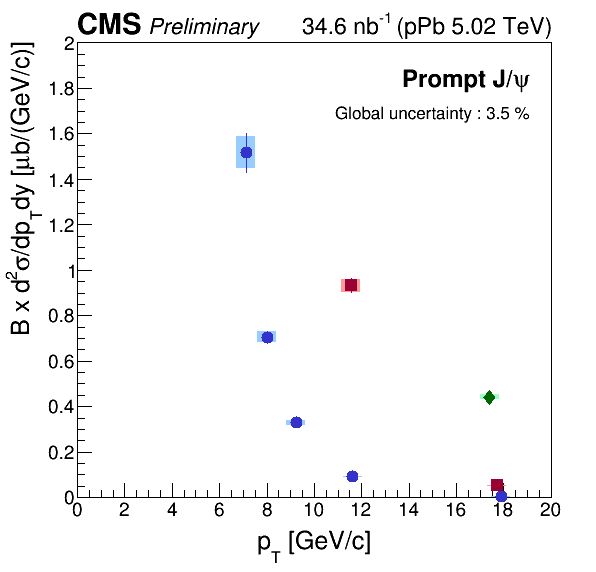 CMS Preliminary 34.6 nb⁻¹ (pPb 5.02 TeV)
B x d²σ/dp_Tdy [μb/(GeV/c)]
2
1.8
1.6
1.4
1.2
1
0.8
0.6
0.4
0.2
0
Prompt J/ψ
Global uncertainty : 3.5 %
0 2 4 6 8 10 12 14 16 18 20
p_T [GeV/c]